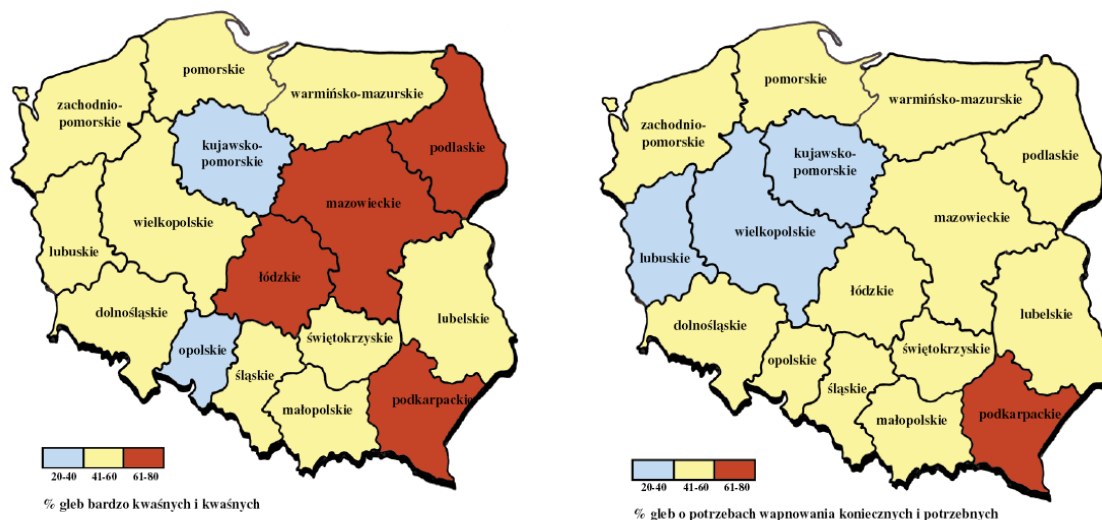 pomorskie
warmińsko-mazurskie
zachodnio-
pomorskie
kujawsko-
pomorskie
podlaskie
mazowieckie
wielkopolskie
lubuskie
łódzkie
dolnośląskie
lubelskie
opolskie
świętokrzyskie
śląskie
małopolskie
podkarpackie
20-40 41-60 61-80
% gleb bardzo kwaśnych i kwaśnych
pomorskie
warmińsko-mazurskie
zachodnio-
pomorskie
kujawsko-
pomorskie
podlaskie
mazowieckie
wielkopolskie
lubuskie
łódzkie
dolnośląskie
lubelskie
opolskie
świętokrzyskie
śląskie
małopolskie
podkarpackie
20-40 41-60 61-80
% gleb o potrzebach wapnowania koniecznych i potrzebnych